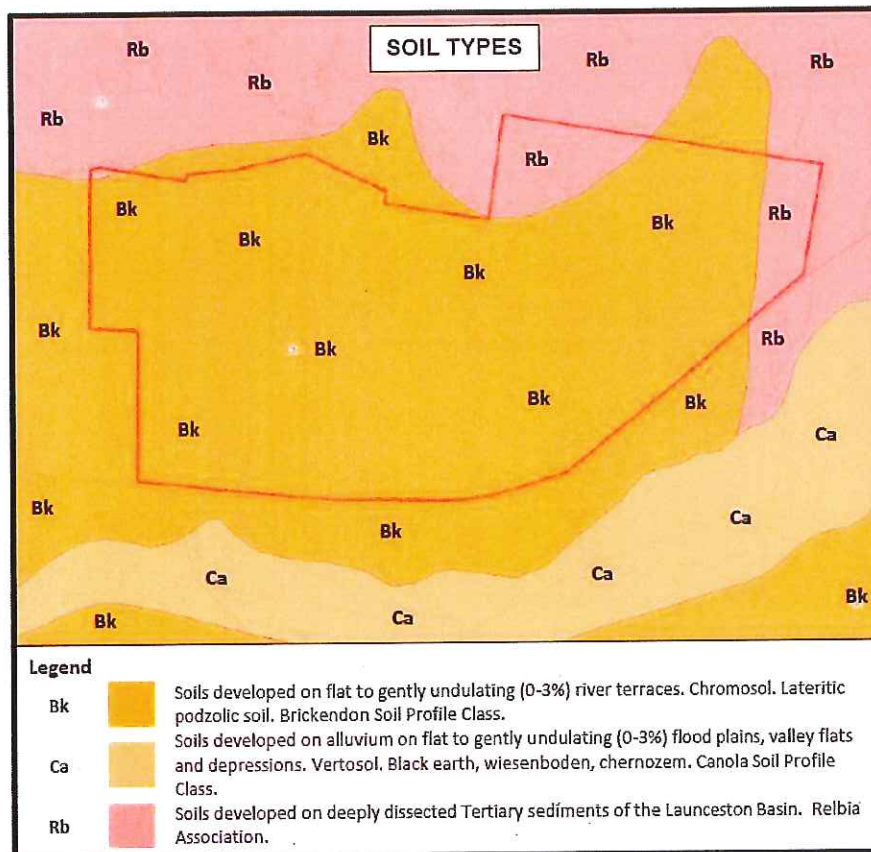 SOIL TYPES
Rb
Rb
Rb
Rb
Rb
Bk
Rb
Bk
Rb
Bk
Bk
Bk
Bk
Bk
Rb
Bk
Bk
Bk
Ca
Bk
Ca
Bk
Ca
Ca
Bk
Bk
Ca
Legend
Bk
Soils developed on flat to gently undulating (0-3%) river terraces. Chromosol. Lateritic
podzolic soil. Brickendon Soil Profile Class.
Ca
Soils developed on alluvium on flat to gently undulating (0-3%) flood plains, valley flats
and depressions. Vertosol. Black earth, wiesenboden, chernozem. Canola Soil Profile
Class.
Rb
Soils developed on deeply dissected Tertiary sediments of the Launceston Basin. Relbia
Association.